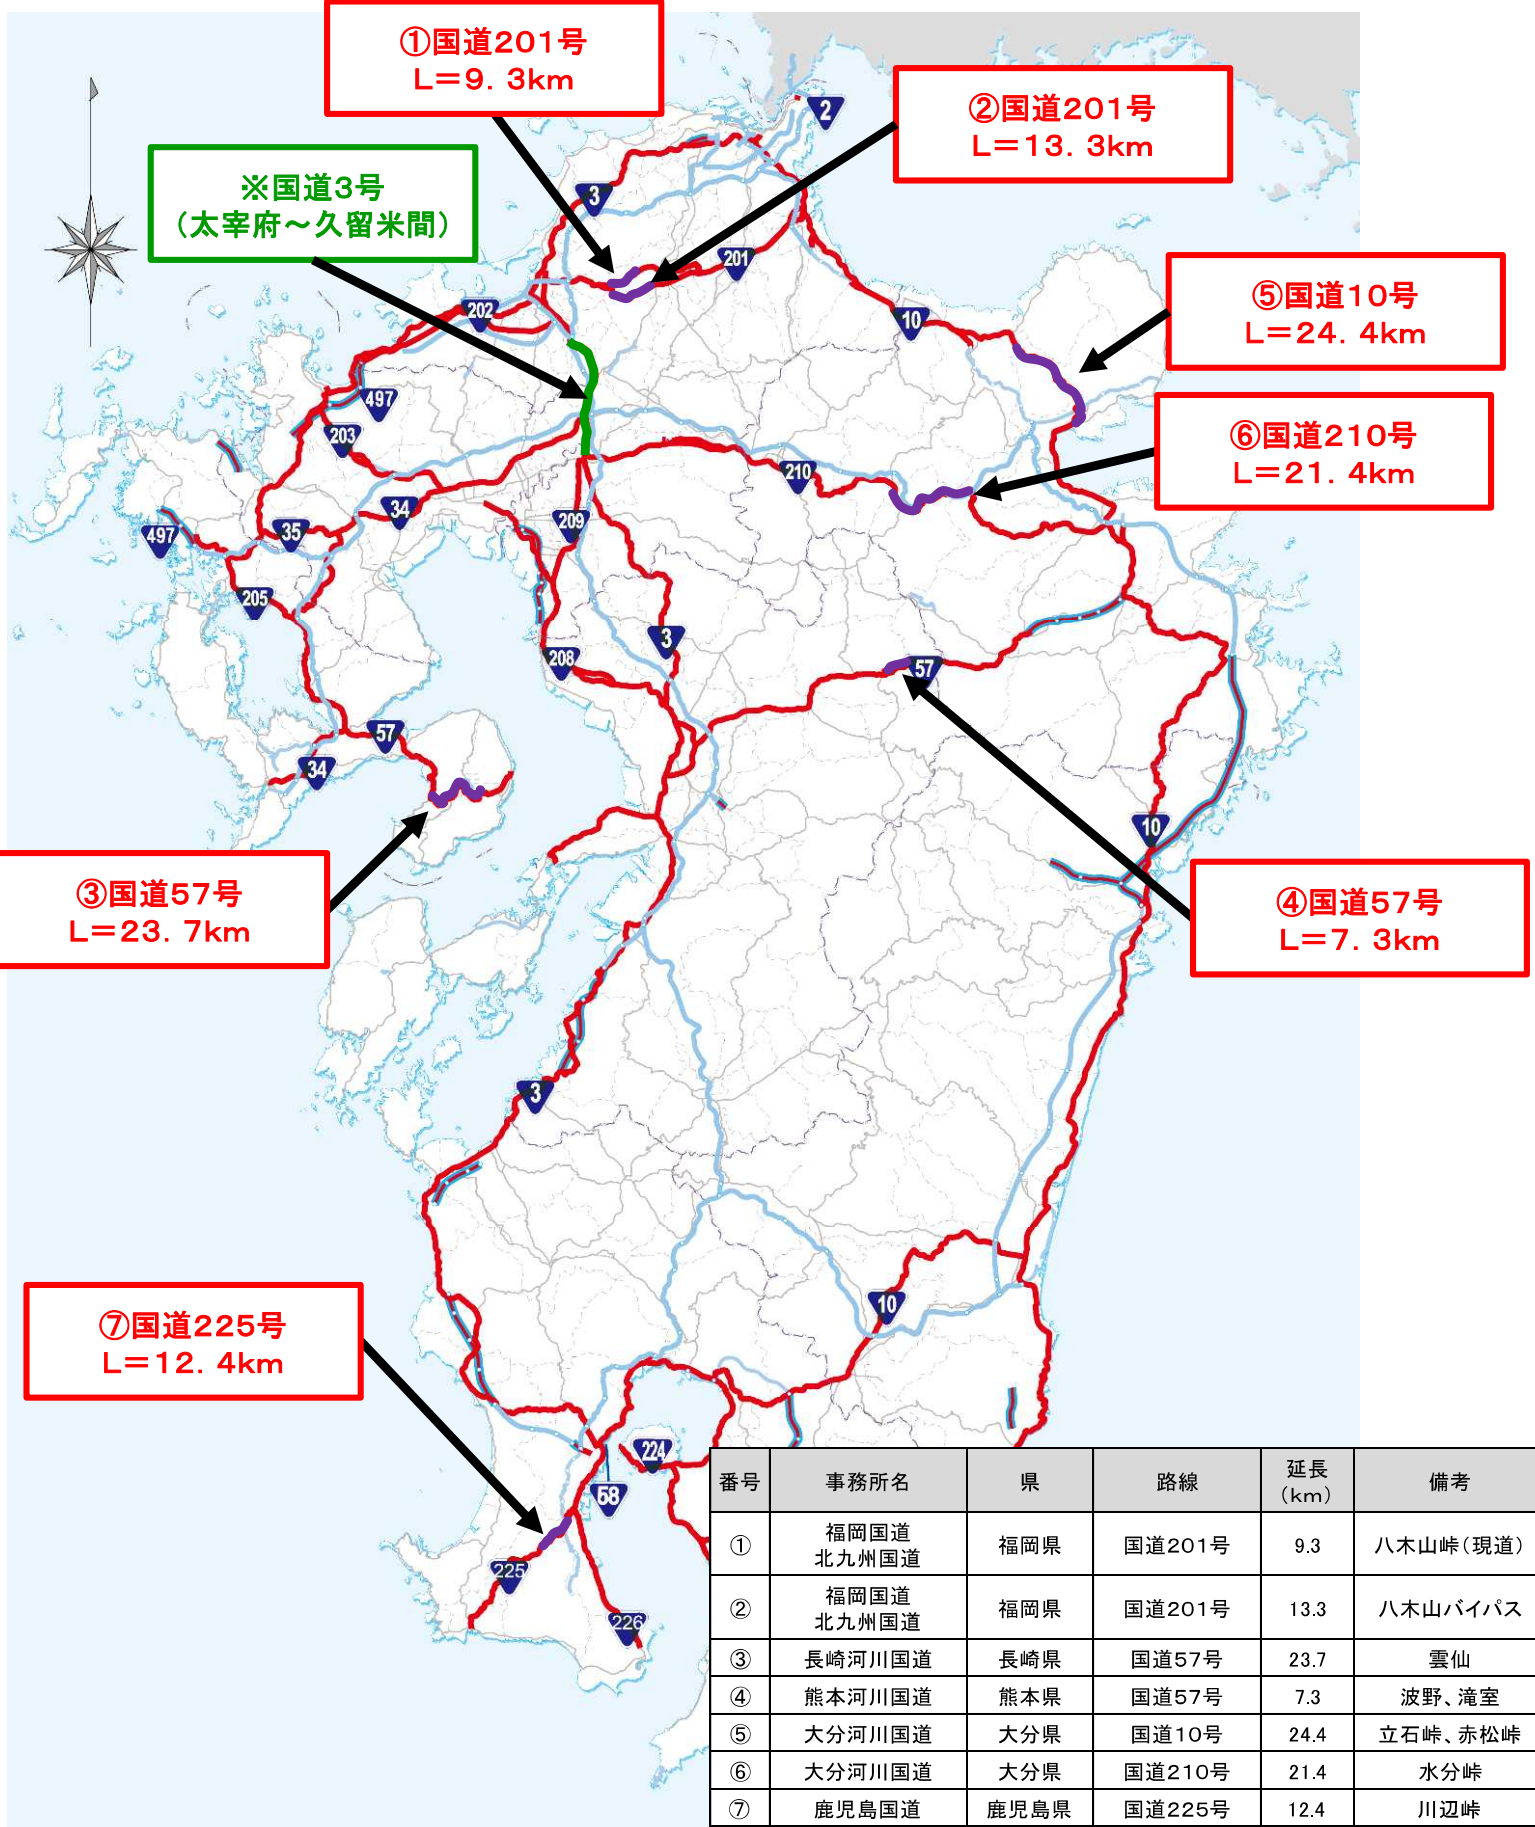 ①国道201号
L=9.3km
②国道201号
L=13.3km
※国道3号
(太宰府～久留米間)
⑤国道10号
L=24.4km
⑥国道210号
L=21.4km
③国道57号
L=23.7km
④国道57号
L=7.3km
⑦国道225号
L=12.4km
2
3
201
202
10
497
203
210
34
209
35
497
205
3
208
57
57
34
10
3
10
224
58
225
226
番号 事務所名 県 路線 延長(km) 備考
① 福岡国道 北九州国道 福岡県 国道201号 9.3 八木山峠(現道)
② 福岡国道 北九州国道 福岡県 国道201号 13.3 八木山バイパス
③ 長崎河川国道 長崎県 国道57号 23.7 雲仙
④ 熊本河川国道 熊本県 国道57号 7.3 波野、滝室
⑤ 大分河川国道 大分県 国道10号 24.4 立石峠、赤松峠
⑥ 大分河川国道 大分県 国道210号 21.4 水分峠
⑦ 鹿児島国道 鹿児島県 国道225号 12.4 川辺峠